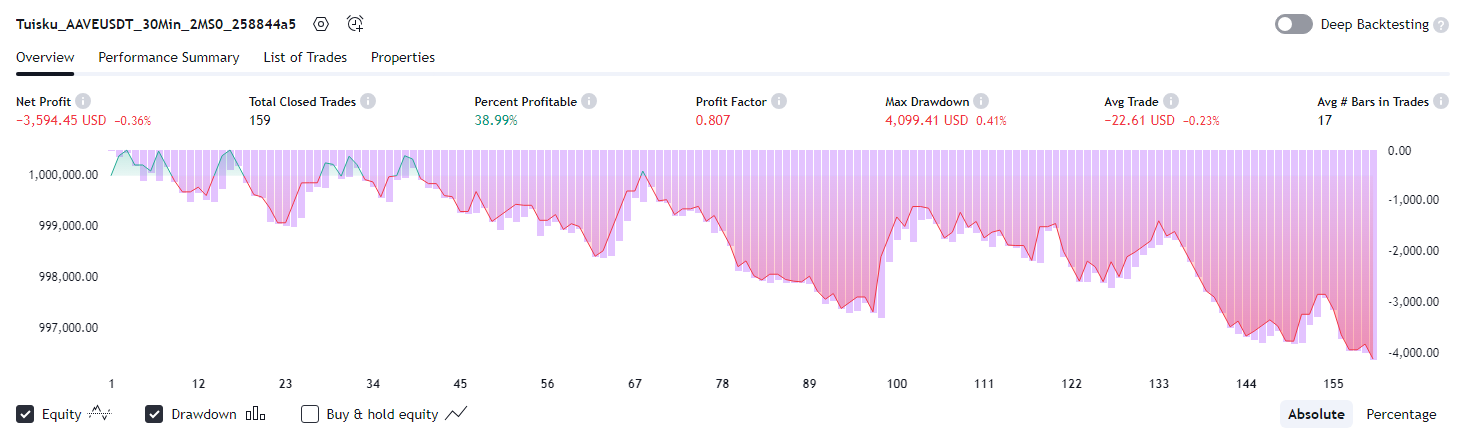 Tuisku_AAVEUSDT_30Min_2MS0_258844a5 Deep Backtesting ?
Overview Performance Summary List of Trades Properties
Net Profit Total Closed Trades Percent Profitable Profit Factor Max Drawdown Avg Trade Avg # Bars in Trades
−3,594.45 USD −0.36% 159 38.99% 0.807 4,099.41 USD 0.41% −22.61 USD −0.23% 17
0.00
1,000,000.00
−1,000.00
999,000.00
−2,000.00
998,000.00
−3,000.00
997,000.00
−4,000.00
1 12 23 34 45 56 67 78 89 100 111 122 133 144 155
Equity Drawdown Buy & hold equity Absolute Percentage